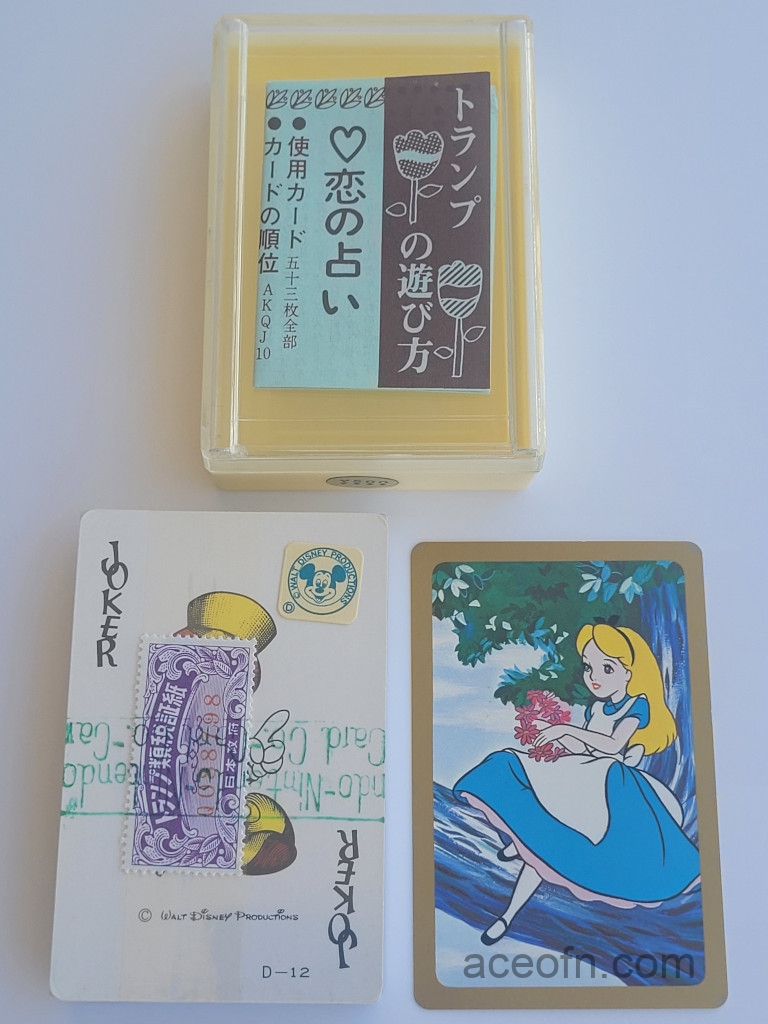 トランプの遊び方
♡恋の占い
●使用カード 五十三枚全部
●カードの順位 AKQJ10
JOKER
© WALT DISNEY PRODUCTIONS
D
トランプ類税証紙
日本政府
JOKER
© WALT DISNEY PRODUCTIONS
D-12
aceofn.com